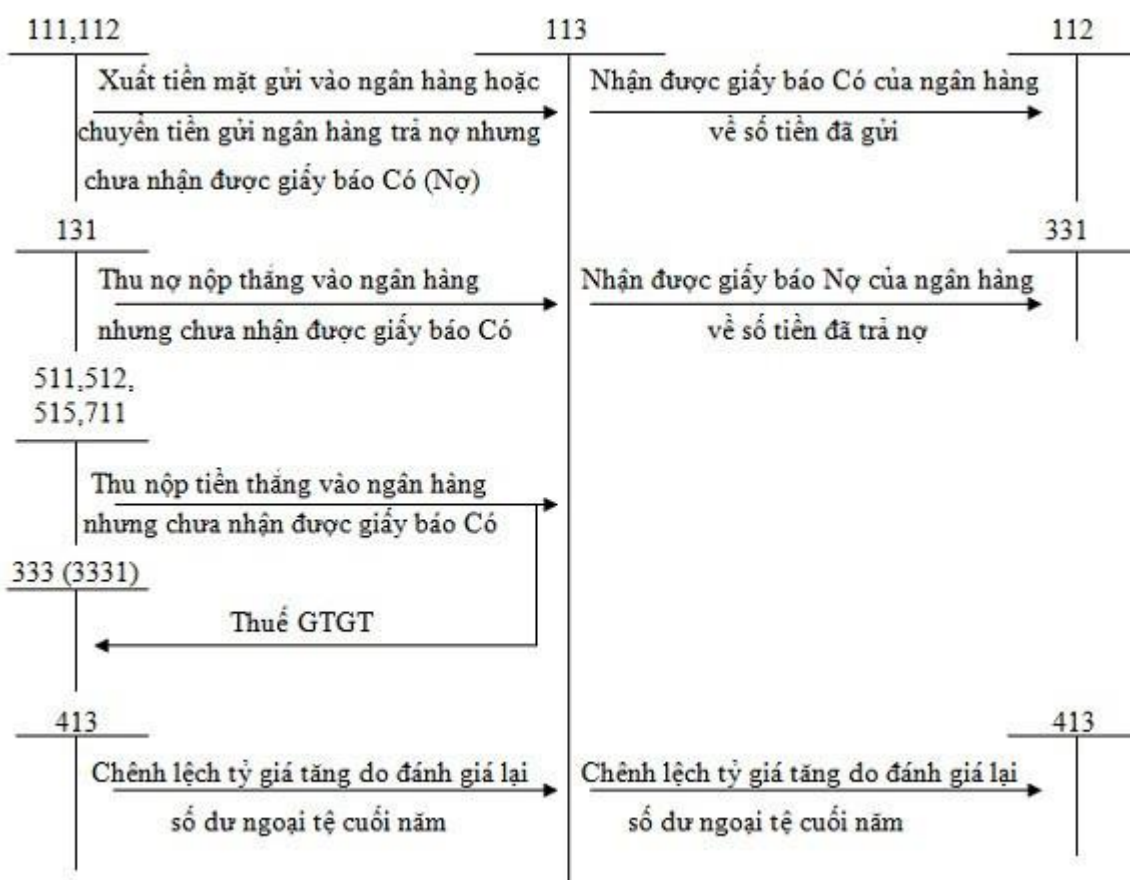 111,112
113
112
Xuất tiền mặt gửi vào ngân hàng hoặc
chuyển tiền gửi ngân hàng trả nợ nhưng
chưa nhận được giấy báo Có (Nợ)
Nhận được giấy báo Có của ngân hàng
về số tiền đã gửi
131
331
Thu nợ nộp thẳng vào ngân hàng
nhưng chưa nhận được giấy báo Có
Nhận được giấy báo Nợ của ngân hàng
về số tiền đã trả nợ
511,512,
515,711
Thu nộp tiền thẳng vào ngân hàng
nhưng chưa nhận được giấy báo Có
333 (3331)
Thuế GTGT
413
413
Chênh lệch tỷ giá tăng do đánh giá lại
số dư ngoại tệ cuối năm
Chênh lệch tỷ giá tăng do đánh giá lại
số dư ngoại tệ cuối năm